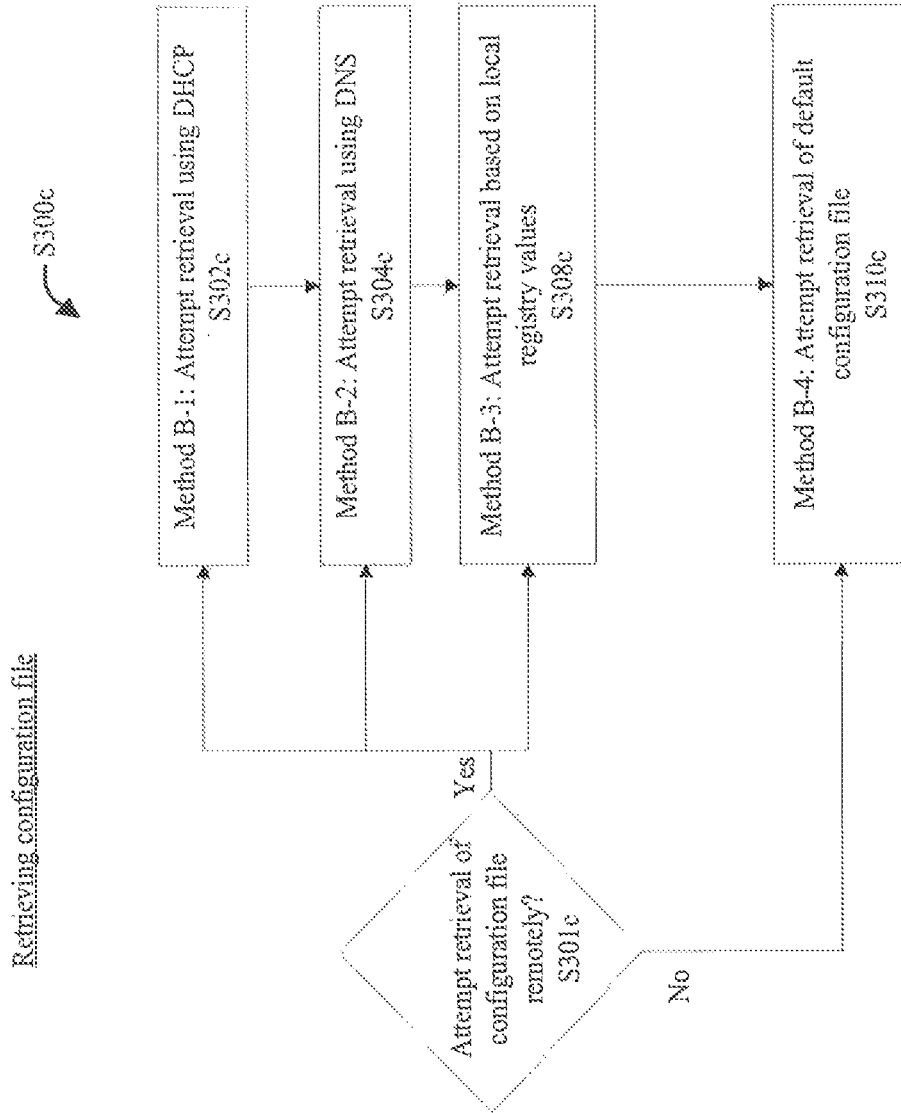 Retrieving configuration file
S300c
Attempt retrieval of
configuration file
remotely?
S301c
Yes
No
Method B-1: Attempt retrieval using DHCP
S302c
Method B-2: Attempt retrieval using DNS
S304c
Method B-3: Attempt retrieval based on local
registry values
S308c
Method B-4: Attempt retrieval of default
configuration file
S310c